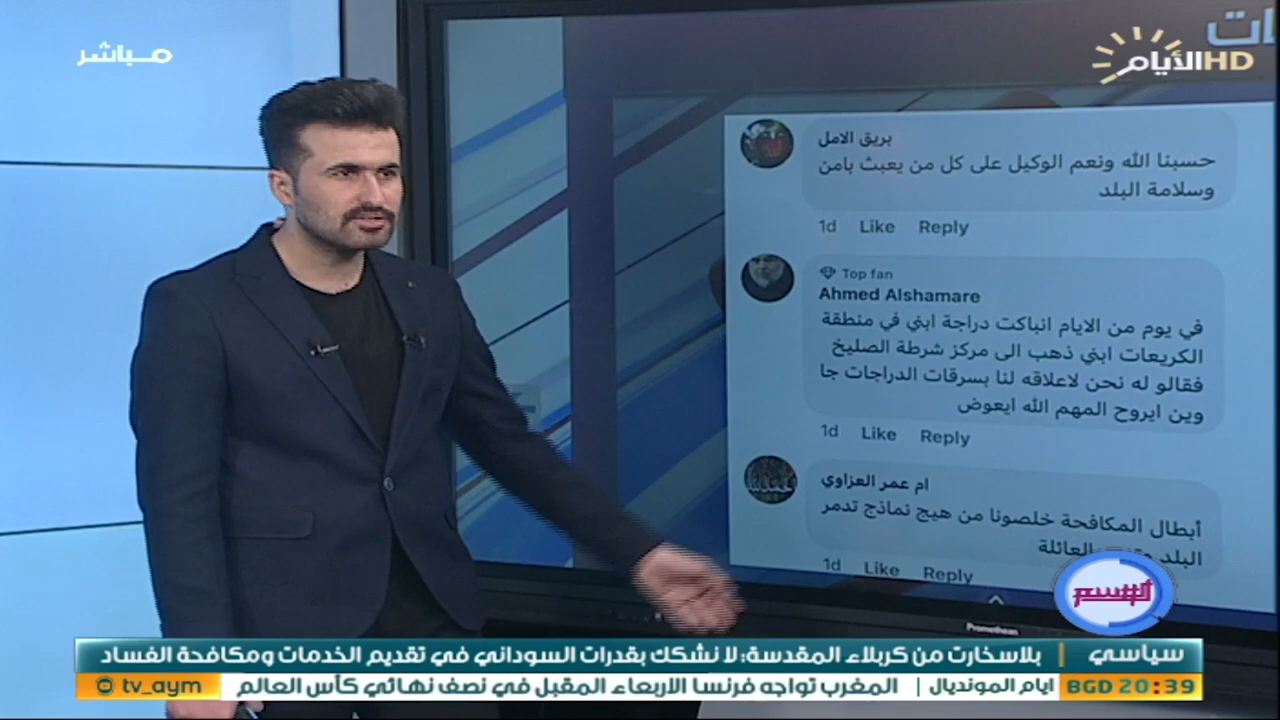 مباشر
ات
الأيام HD
بريق الامل
حسبنا الله ونعم الوكيل على كل من يعبث بامن
وسلامة البلد
1d Like Reply
Top fan
Ahmed Alshamare
في يوم من الايام انباكت دراجة ابني في منطقة
الكريعات ابني ذهب الى مركز شرطة الصليخ
فقالو له نحن لاعلاقه لنا بسرقات الدراجات جا
وين ايروح المهم الله ايعوض
1d Like Reply
ام عمر العزاوي
أبطال المكافحة خلصونا من هيج نماذج تدمر
البلد العائلة
1d Like Reply
Promethean
سياسي | بلاسخارت من كربلاء المقدسة: لا نشكك بقدرات السوداني في تقديم الخدمات ومكافحة الفساد
BGD 20:39 ايام المونديال | المغرب تواجه فرنسا الاربعاء المقبل في نصف نهائي كأس العالم tv_aym